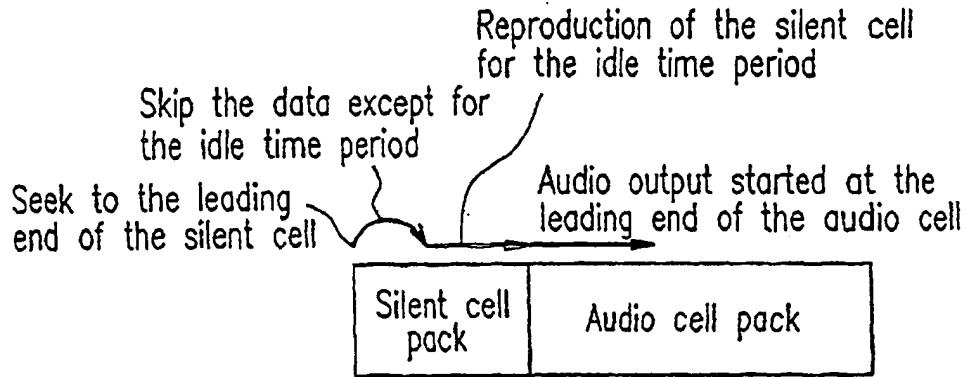 Reproduction of the silent cell
for the idle time period
Skip the data except for
the idle time period
Seek to the leading
end of the silent cell
Audio output started at the
leading end of the audio cell
Silent cell
pack
Audio cell pack